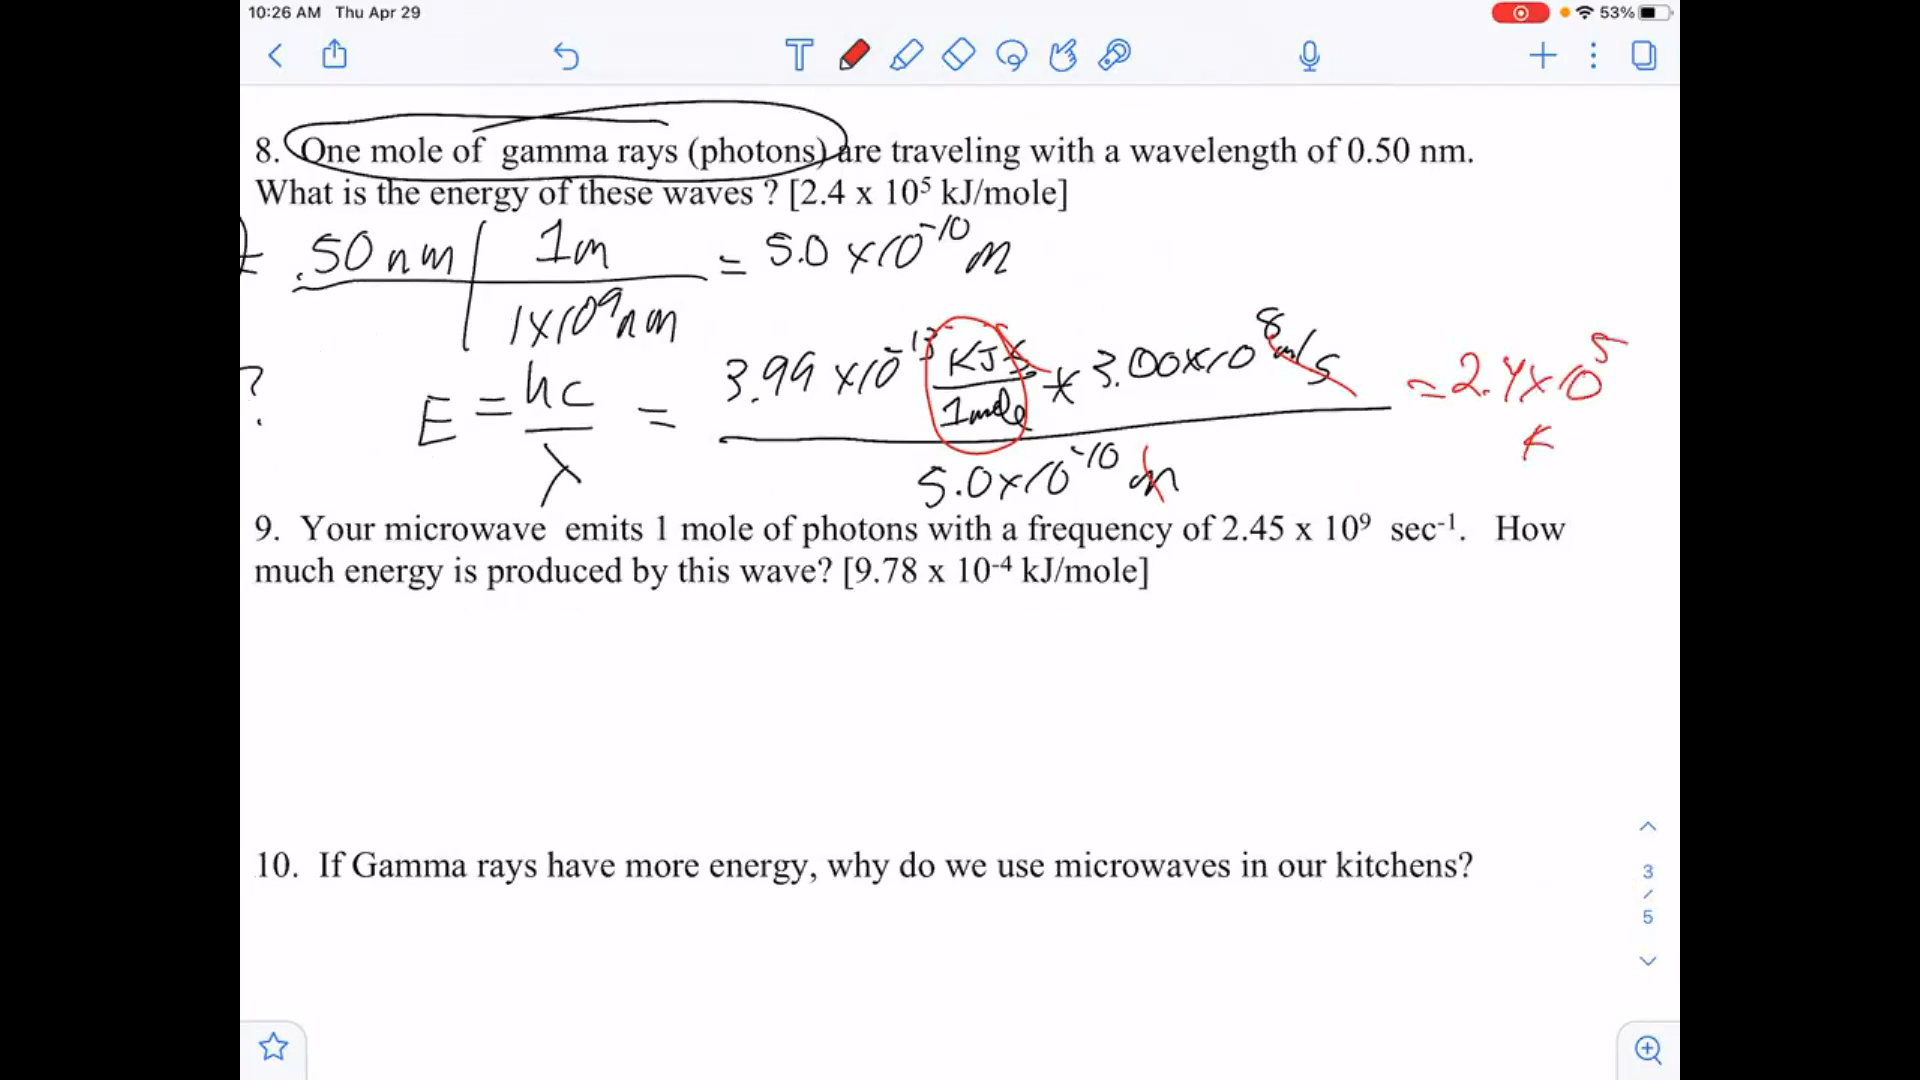 10:26 AM Thu Apr 29
53%
8. One mole of gamma rays (photons) are traveling with a wavelength of 0.50 nm.
What is the energy of these waves ? [2.4 x 10⁵ kJ/mole]
.50 nm | 1m = 5.0 x10⁻¹⁰ m
1x10⁹ nm
?
E = hc/λ = 3.99 x10⁻¹³ KJ s/1mole * 3.00x10⁸ m/s = 2.4x10⁵
K
5.0x10⁻¹⁰ m
9. Your microwave emits 1 mole of photons with a frequency of 2.45 x 10⁹ sec⁻¹. How
much energy is produced by this wave? [9.78 x 10⁻⁴ kJ/mole]
10. If Gamma rays have more energy, why do we use microwaves in our kitchens?
3
/
5